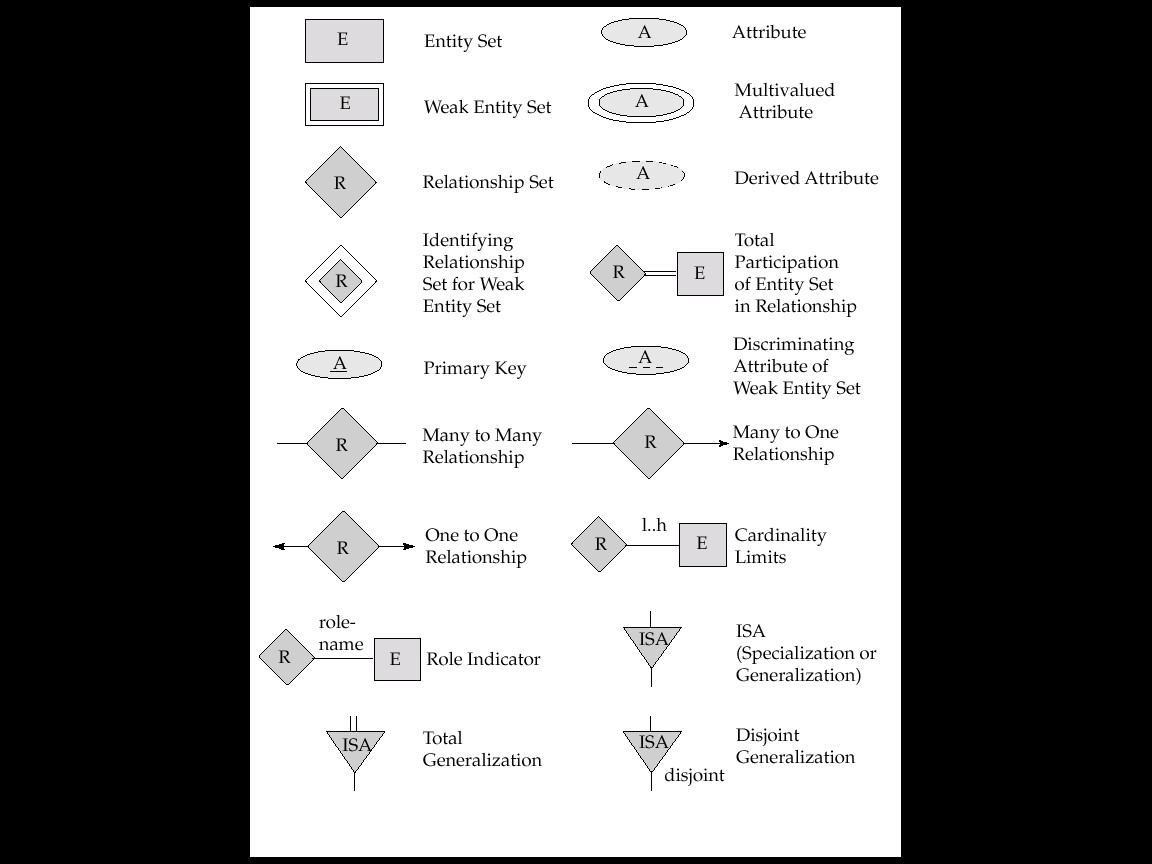 E
Entity Set
A
Attribute
E
Weak Entity Set
A
Multivalued
Attribute
R
Relationship Set
A
Derived Attribute
R
Identifying
Relationship
Set for Weak
Entity Set
R
E
Total
Participation
of Entity Set
in Relationship
A
Primary Key
A
Discriminating
Attribute of
Weak Entity Set
R
Many to Many
Relationship
R
Many to One
Relationship
R
One to One
Relationship
R
l..h
E
Cardinality
Limits
R
role-
name
E
Role Indicator
ISA
ISA
(Specialization or
Generalization)
ISA
Total
Generalization
ISA
disjoint
Disjoint
Generalization